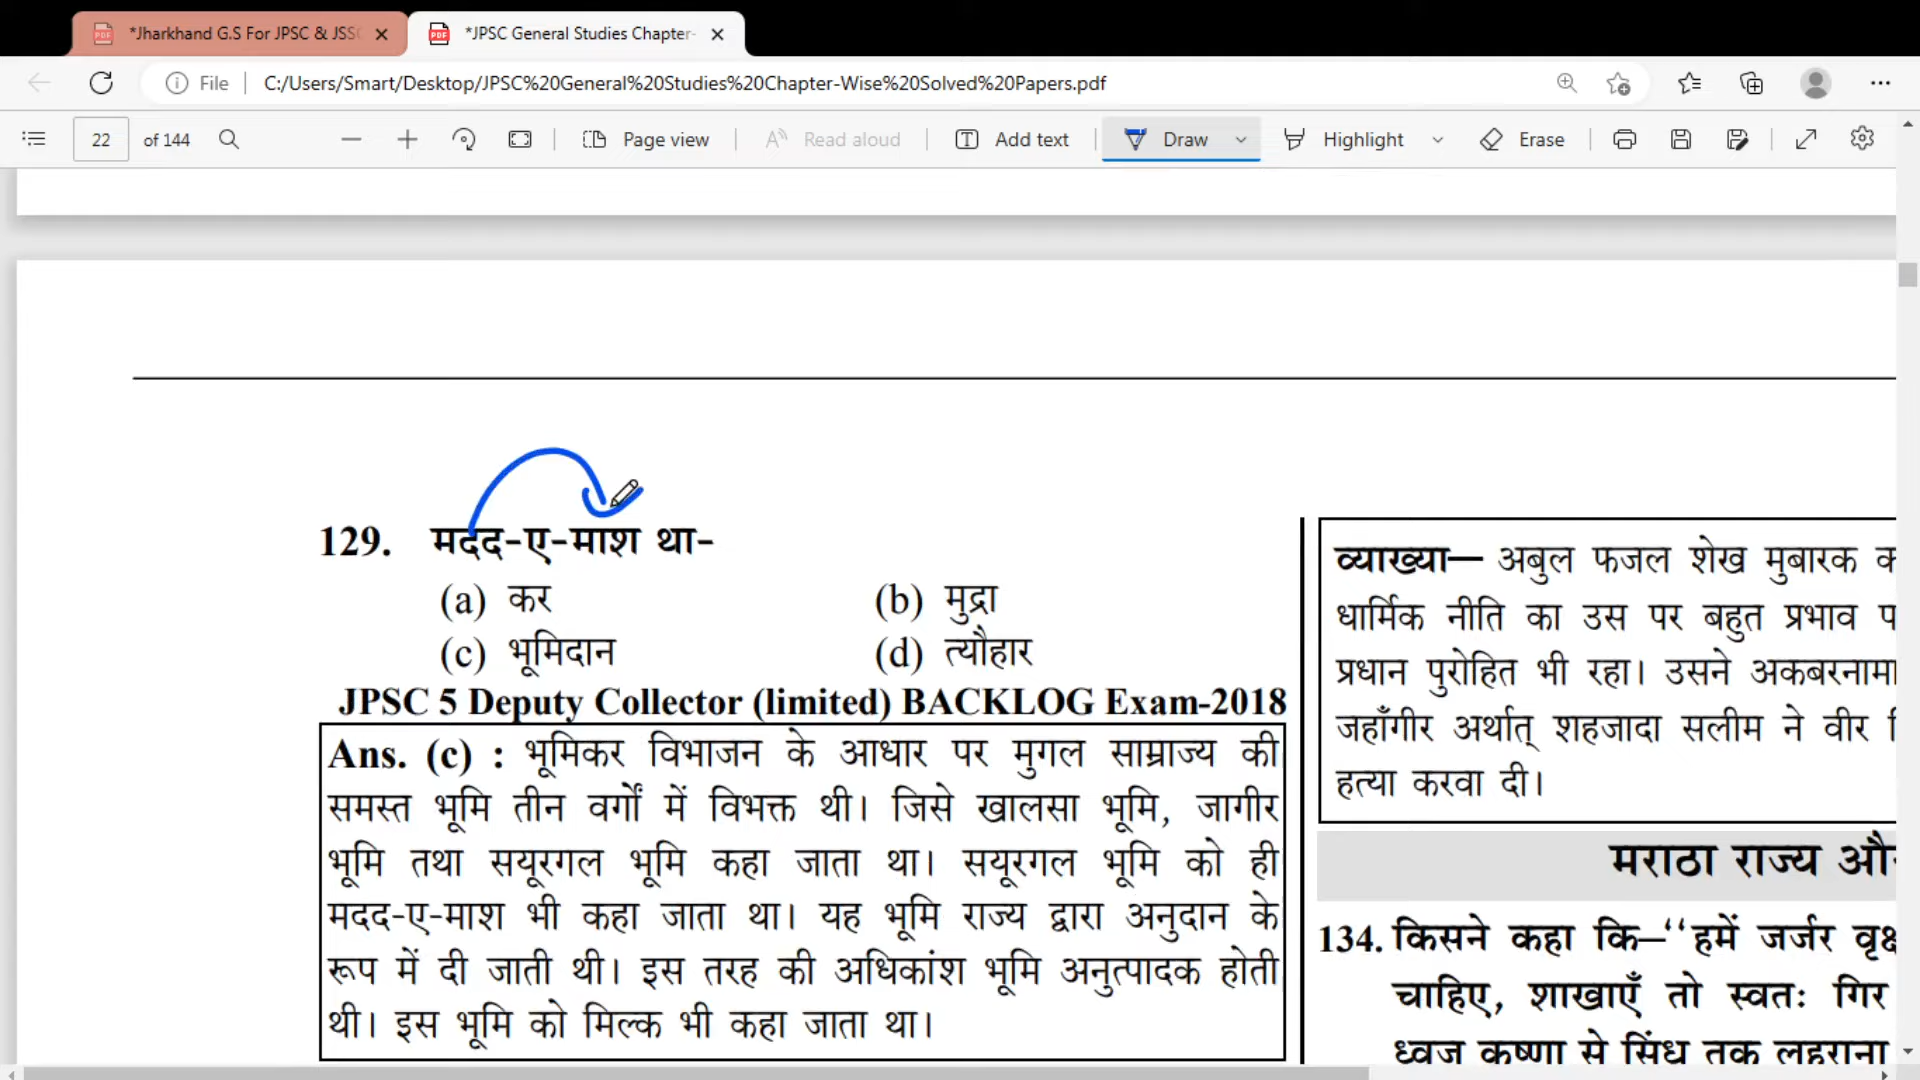 *Jharkhand G.S For JPSC & JSSC
*JPSC General Studies Chapter-
File
C:/Users/Smart/Desktop/JPSC%20General%20Studies%20Chapter-Wise%20Solved%20Papers.pdf
22 of 144
Page view
Read aloud
Add text
Draw
Highlight
Erase
129. मदद-ए-माश था-
(a) कर (b) मुद्रा
(c) भूमिदान (d) त्यौहार
JPSC 5 Deputy Collector (limited) BACKLOG Exam-2018
Ans. (c) : भूमिकर विभाजन के आधार पर मुगल साम्राज्य की
समस्त भूमि तीन वर्गों में विभक्त थी। जिसे खालसा भूमि, जागीर
भूमि तथा सयूरगल भूमि कहा जाता था। सयूरगल भूमि को ही
मदद-ए-माश भी कहा जाता था। यह भूमि राज्य द्वारा अनुदान के
रूप में दी जाती थी। इस तरह की अधिकांश भूमि अनुत्पादक होती
थी। इस भूमि को मिल्क भी कहा जाता था।
व्याख्या— अबुल फजल शेख मुबारक
धार्मिक नीति का उस पर बहुत प्रभाव
प्रधान पुरोहित भी रहा। उसने अकबरनामा
जहाँगीर अर्थात् शहजादा सलीम ने वीर
हत्या करवा दी।
मराठा राज्य
134. किसने कहा कि–“हमें जर्जर वृक्ष
चाहिए, शाखाएँ तो स्वतः गिर
ध्वज कृष्णा से सिंध तक लहराना